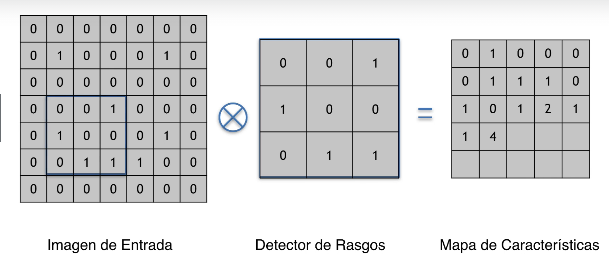 0 0 0 0 0 0 0
0 1 0 0 0 1 0
0 0 0 0 0 0 0
0 0 0 1 0 0 0
0 1 0 0 0 1 0
0 0 1 1 1 0 0
0 0 0 0 0 0 0
Imagen de Entrada
⊗
0 0 1
1 0 0
0 1 1
Detector de Rasgos
=
0 1 0 0 0
0 1 1 1 0
1 0 1 2 1
1 4
Mapa de Características